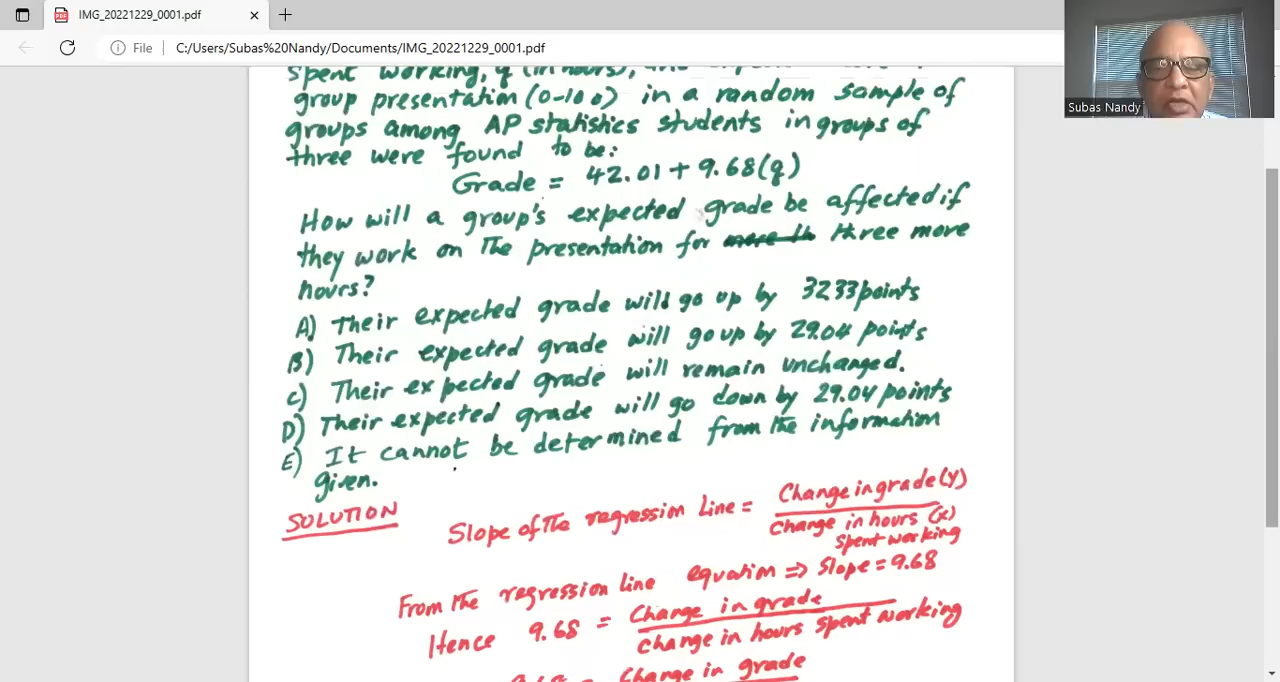 IMG_20221229_0001.pdf
File
C:/Users/Subas%20Nandy/Documents/IMG_20221229_0001.pdf
Subas Nandy
spent working, q (in hours),
group presentation (0-100) in a random sample of
groups among AP statistics students in groups of
three were found to be:
Grade = 42.01 + 9.68(q)
How will a group's expected grade be affected if
they work on the presentation for three more
hours?
A) Their expected grade will go up by 3233 points
B) Their expected grade will go up by 29.04 points
C) Their expected grade will remain unchanged.
D) Their expected grade will go down by 29.04 points
E) It cannot be determined from the information
given.
SOLUTION
Slope of the regression Line = Change in grade (y)
Change in hours (x)
spent working
From the regression line equation => Slope = 9.68
Hence 9.68 = Change in grade
Change in hours spent working
= Change in grade